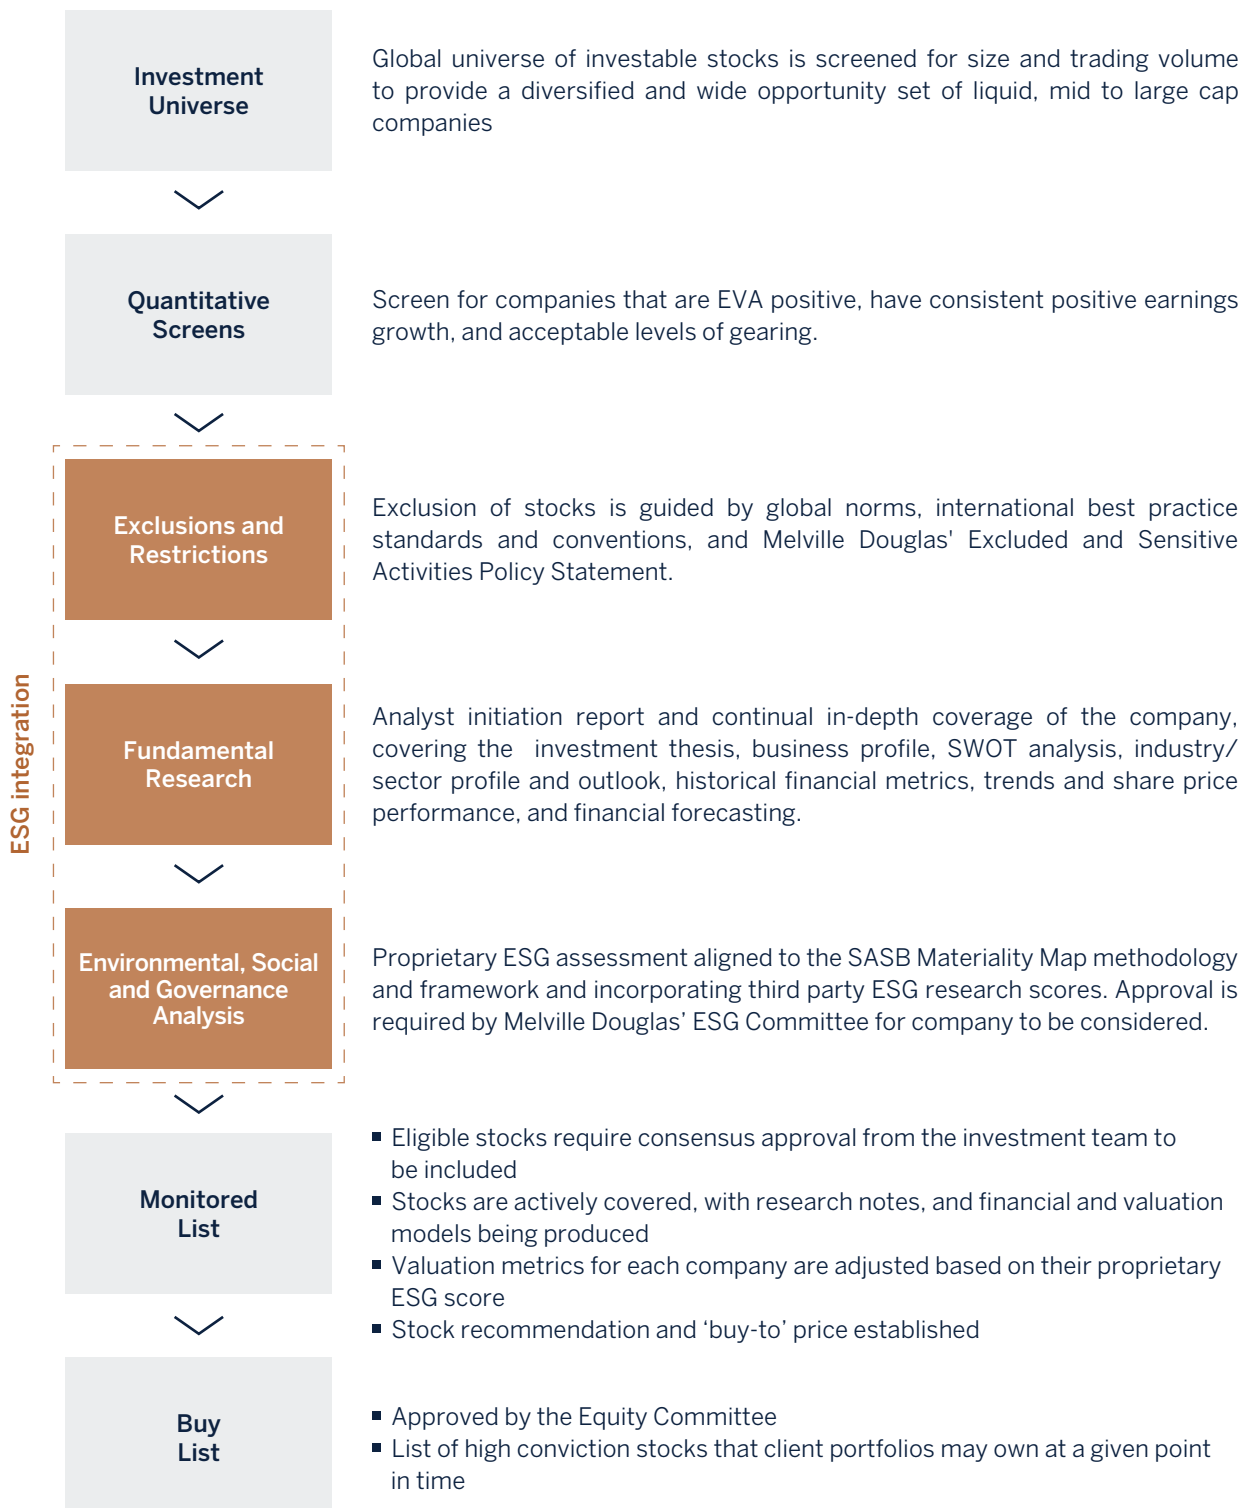 Investment
Universe
Global universe of investable stocks is screened for size and trading volume
to provide a diversified and wide opportunity set of liquid, mid to large cap
companies
Quantitative
Screens
Screen for companies that are EVA positive, have consistent positive earnings
growth, and acceptable levels of gearing.
ESG integration
Exclusions and
Restrictions
Exclusion of stocks is guided by global norms, international best practice
standards and conventions, and Melville Douglas' Excluded and Sensitive
Activities Policy Statement.
Fundamental
Research
Analyst initiation report and continual in-depth coverage of the company,
covering the investment thesis, business profile, SWOT analysis, industry/
sector profile and outlook, historical financial metrics, trends and share price
performance, and financial forecasting.
Environmental, Social
and Governance
Analysis
Proprietary ESG assessment aligned to the SASB Materiality Map methodology
and framework and incorporating third party ESG research scores. Approval is
required by Melville Douglas’ ESG Committee for company to be considered.
Monitored
List
▪ Eligible stocks require consensus approval from the investment team to
be included
▪ Stocks are actively covered, with research notes, and financial and valuation
models being produced
▪ Valuation metrics for each company are adjusted based on their proprietary
ESG score
▪ Stock recommendation and ‘buy-to’ price established
Buy
List
▪ Approved by the Equity Committee
▪ List of high conviction stocks that client portfolios may own at a given point
in time